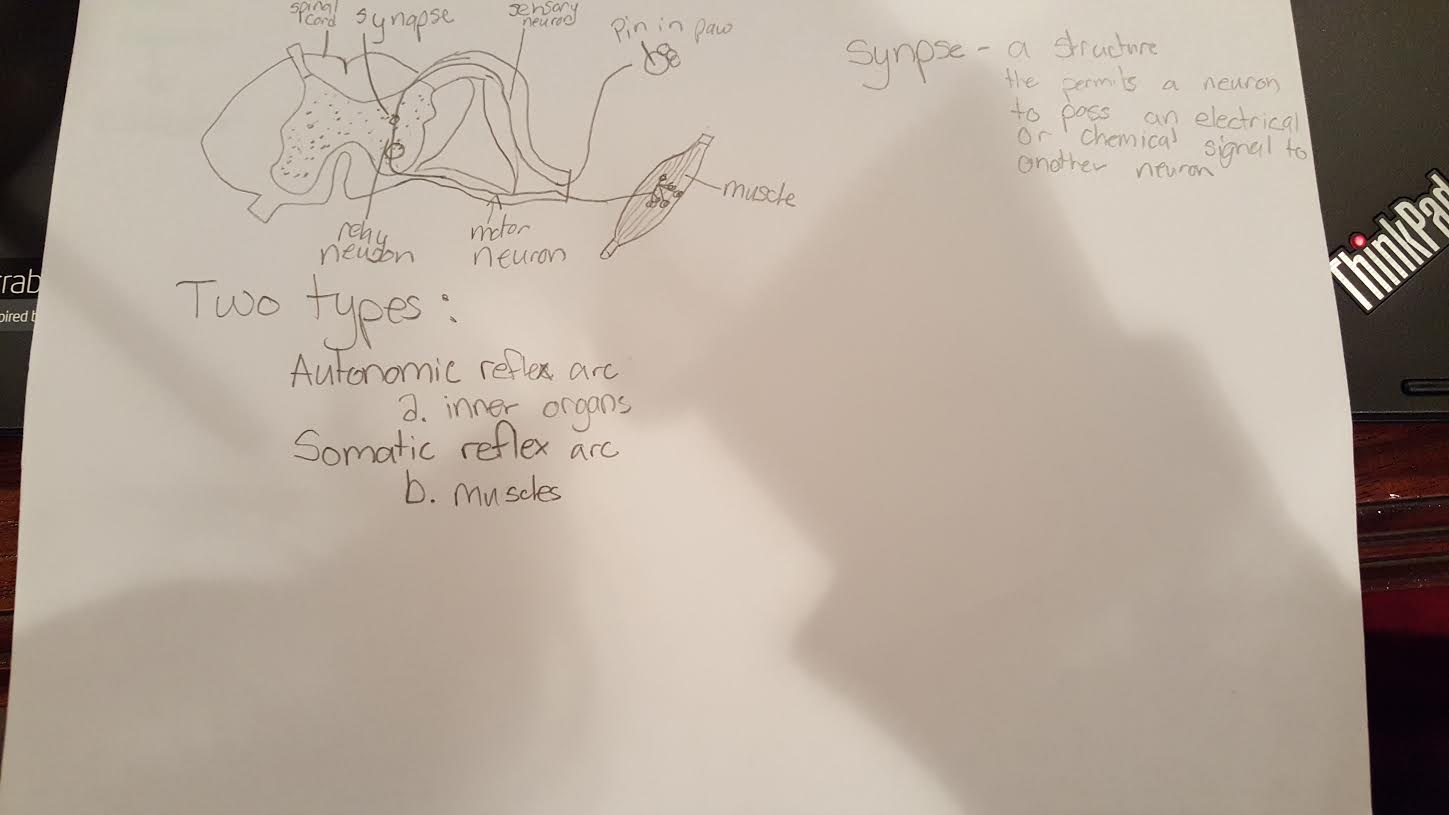 spinal
cord
synapse
sensory
neuron
Pin in paw
muscle
relay
neuron
motor
neuron
Synpse - a structure
the permits a neuron
to pass an electrical
or chemical signal to
another neuron
Two types:
Autonomic reflex arc
a. inner organs
Somatic reflex arc
b. muscles
ThinkPad